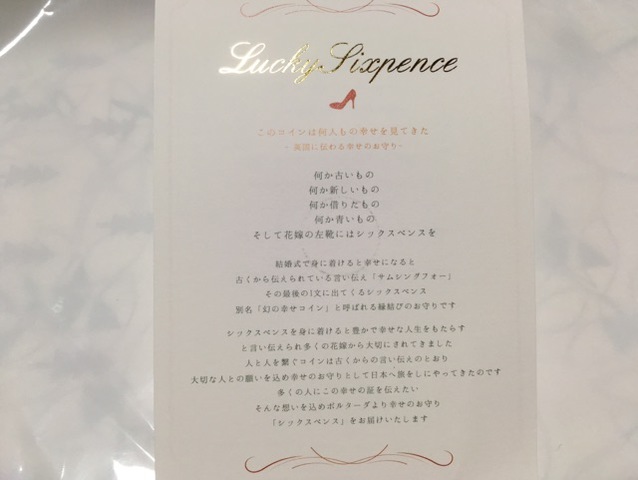 Lucky Sixpence
このコインは何人もの幸せを見てきた
- 英国に伝わる幸せのお守り-
何か古いもの
何か新しいもの
何か借りだもの
何か青いもの
そして花嫁の左靴にはシックスペンスを
結婚式で身に着けると幸せになると
古くから伝えられている言い伝え「サムシングフォー」
その最後の1文に出てくるシックスペンス
別名「幻の幸せコイン」と呼ばれる縁結びのお守りです
シックスペンスを身に着けると豊かで幸せな人生をもたらす
と言い伝えられ多くの花嫁から大切にされてきました
人と人を繋ぐコインは古くからの言い伝えのとおり
大切な人との願いを込め幸せのお守りとして日本へ旅をしにやってきたのです
多くの人にこの幸せの証を伝えたい
そんな想いを込めポルターダより幸せのお守り
「シックスペンス」をお届けいたします